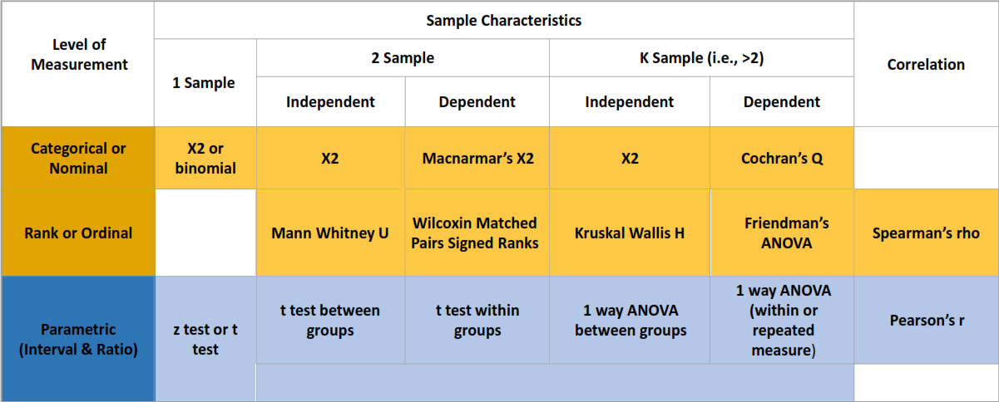 Sample Characteristics
Level of
Measurement
2 Sample
K Sample (i.e., >2)
Correlation
1 Sample
Independent
Dependent
Independent
Dependent
Categorical or
Nominal
X2 or
binomial
X2
Macnarmar’s X2
X2
Cochran’s Q
Rank or Ordinal
Mann Whitney U
Wilcoxin Matched
Pairs Signed Ranks
Kruskal Wallis H
Friendman’s
ANOVA
Spearman’s rho
Parametric
(Interval & Ratio)
z test or t
test
t test between
groups
t test within
groups
1 way ANOVA
between groups
1 way ANOVA
(within or
repeated
measure)
Pearson’s r